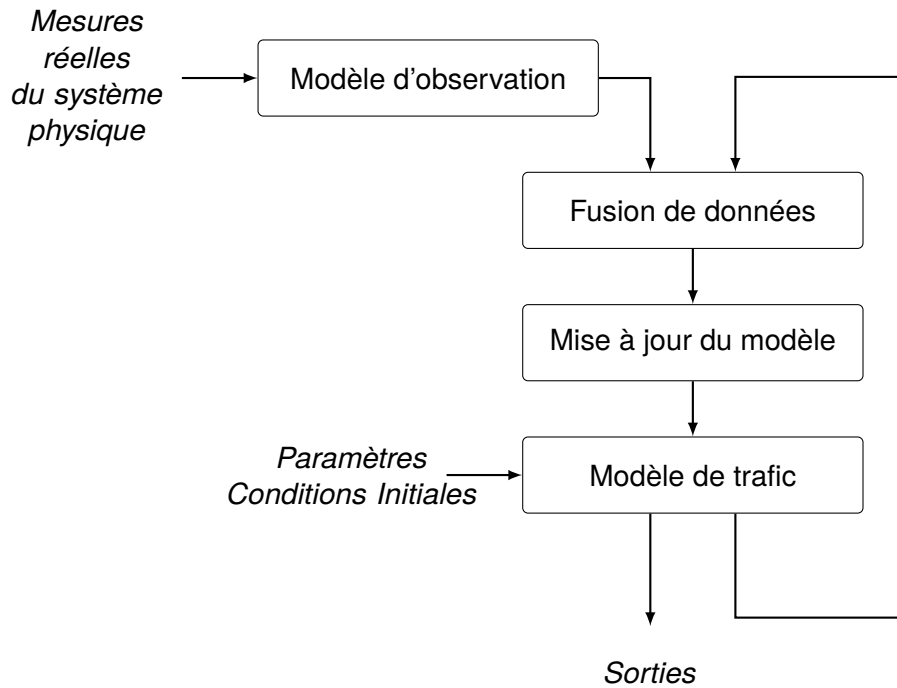 Mesures
réelles
du système
physique
Modèle d'observation
Fusion de données
Mise à jour du modèle
Paramètres
Conditions Initiales
Modèle de trafic
Sorties